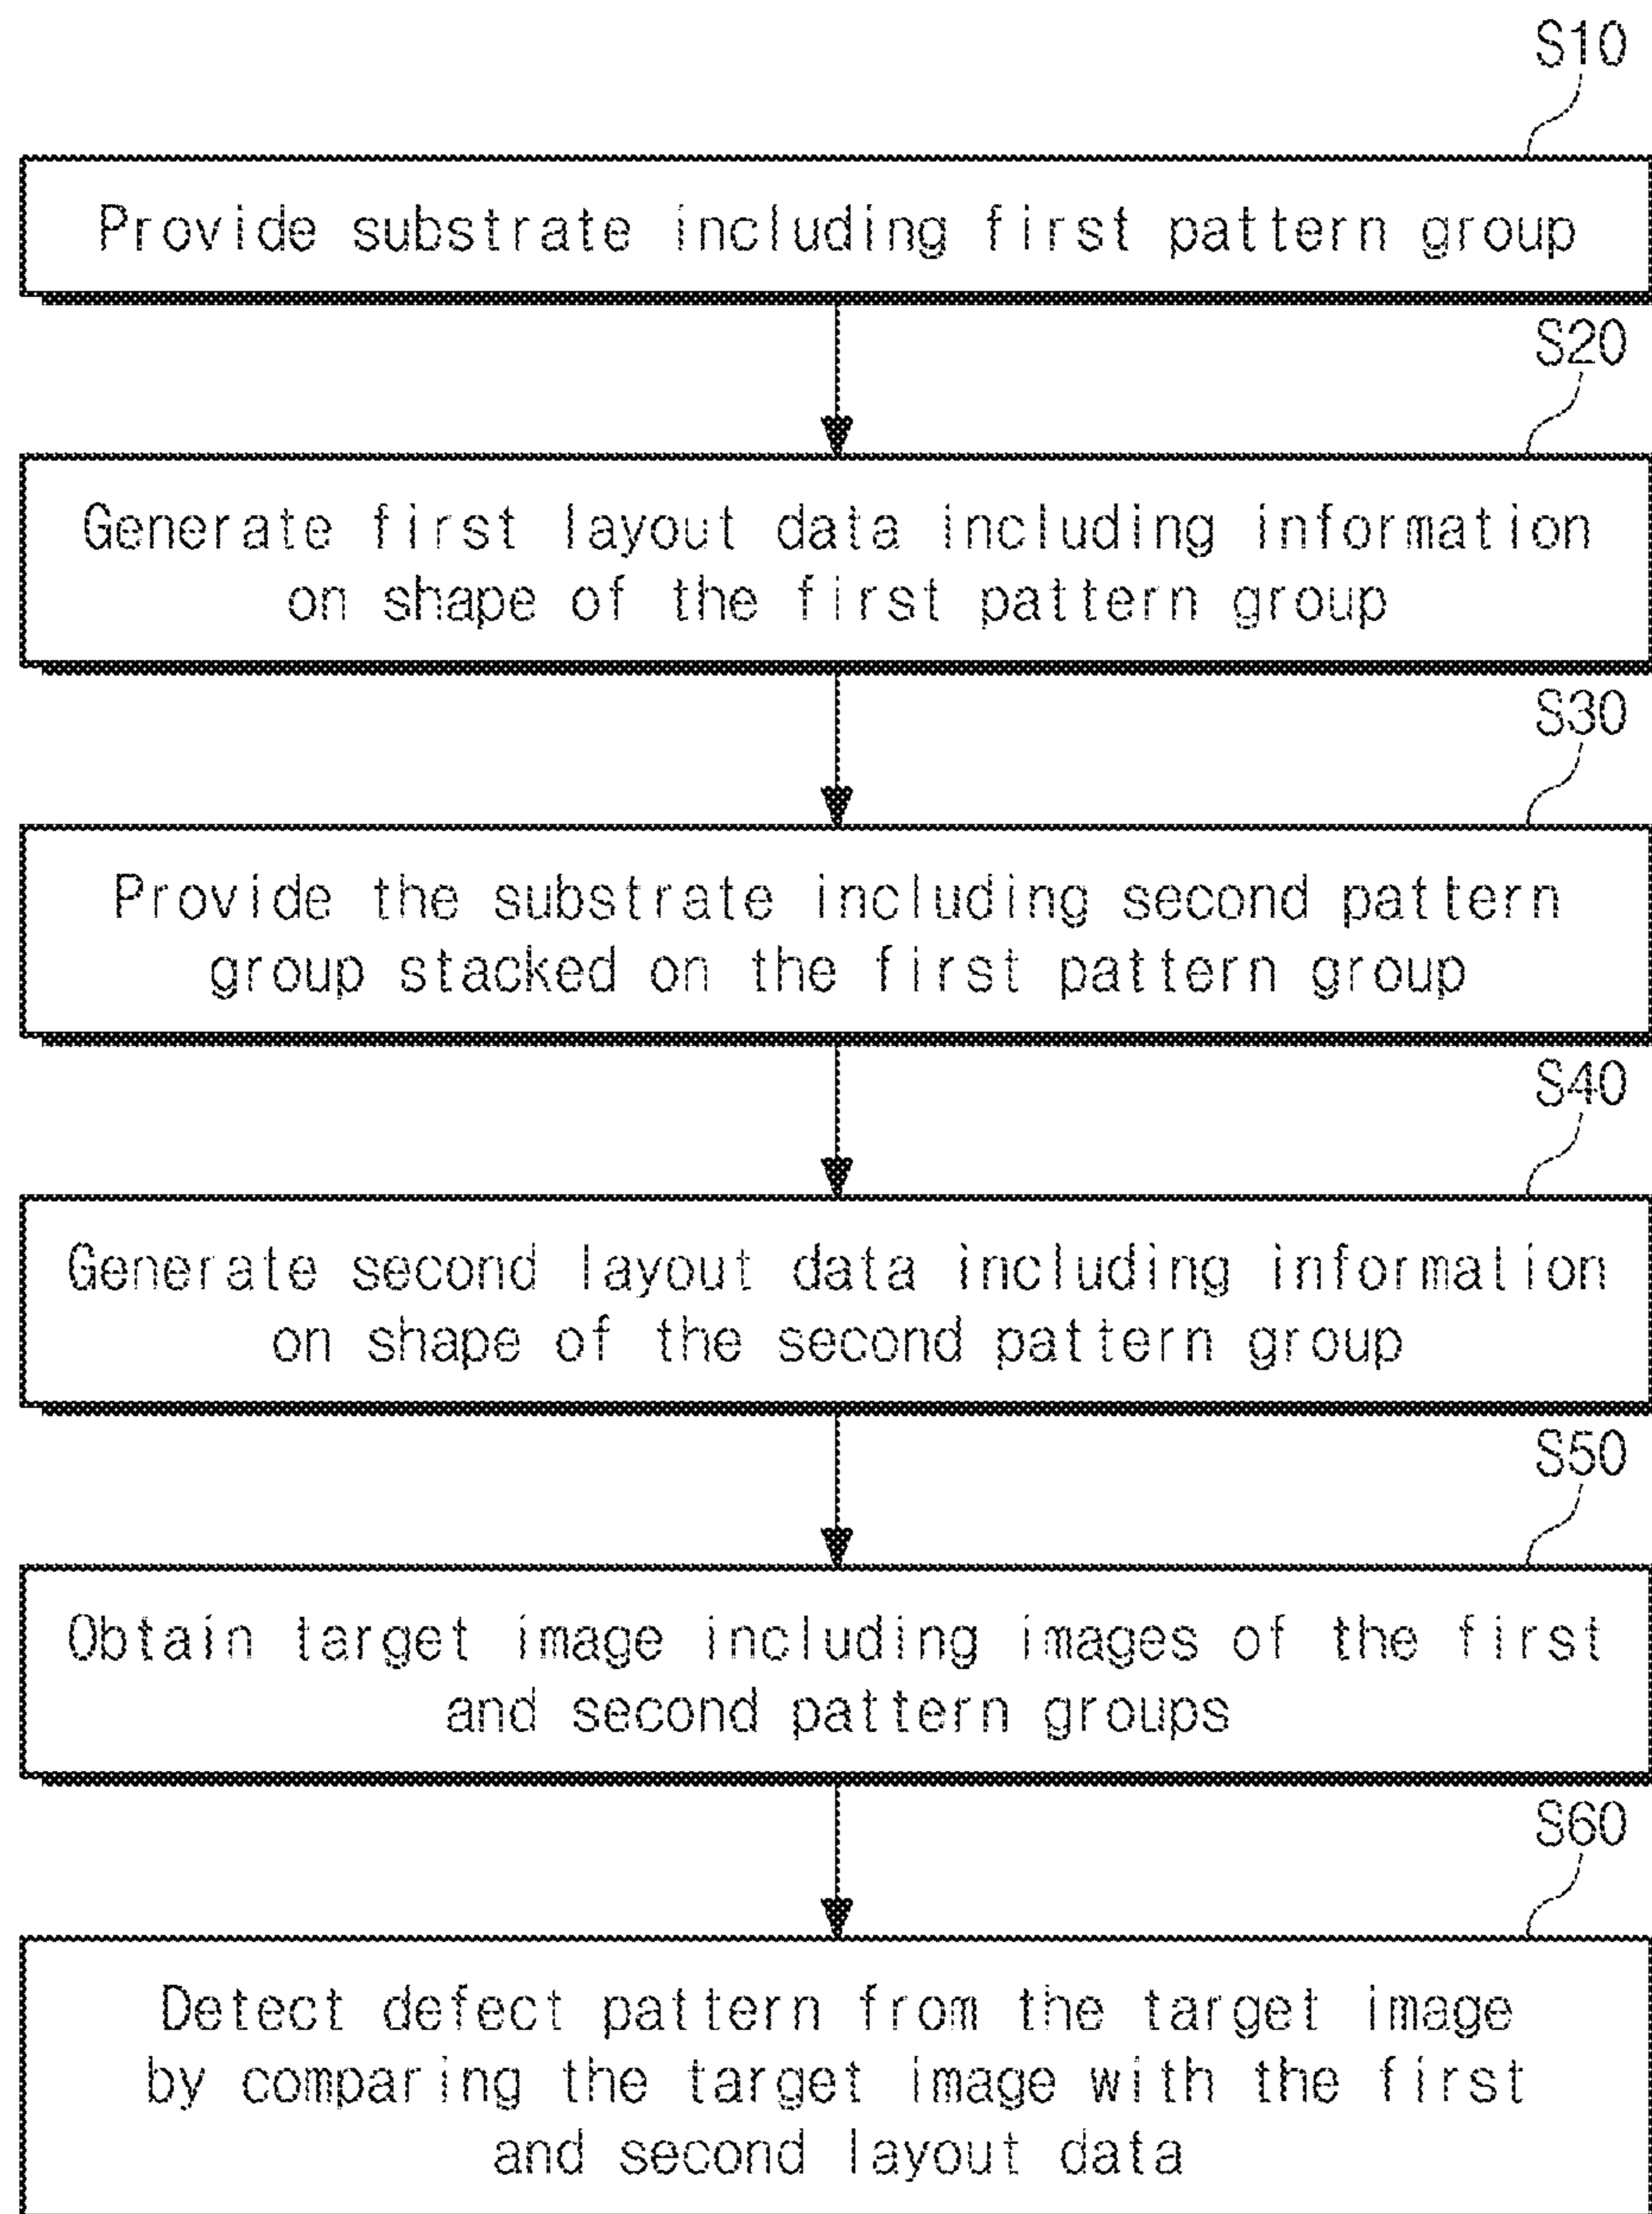 S10
Provide substrate including first pattern group
S20
Generate first layout data including information
on shape of the first pattern group
S30
Provide the substrate including second pattern
group stacked on the first pattern group
S40
Generate second layout data including information
on shape of the second pattern group
S50
Obtain target image including images of the first
and second pattern groups
S60
Detect defect pattern from the target image
by comparing the target image with the first
and second layout data